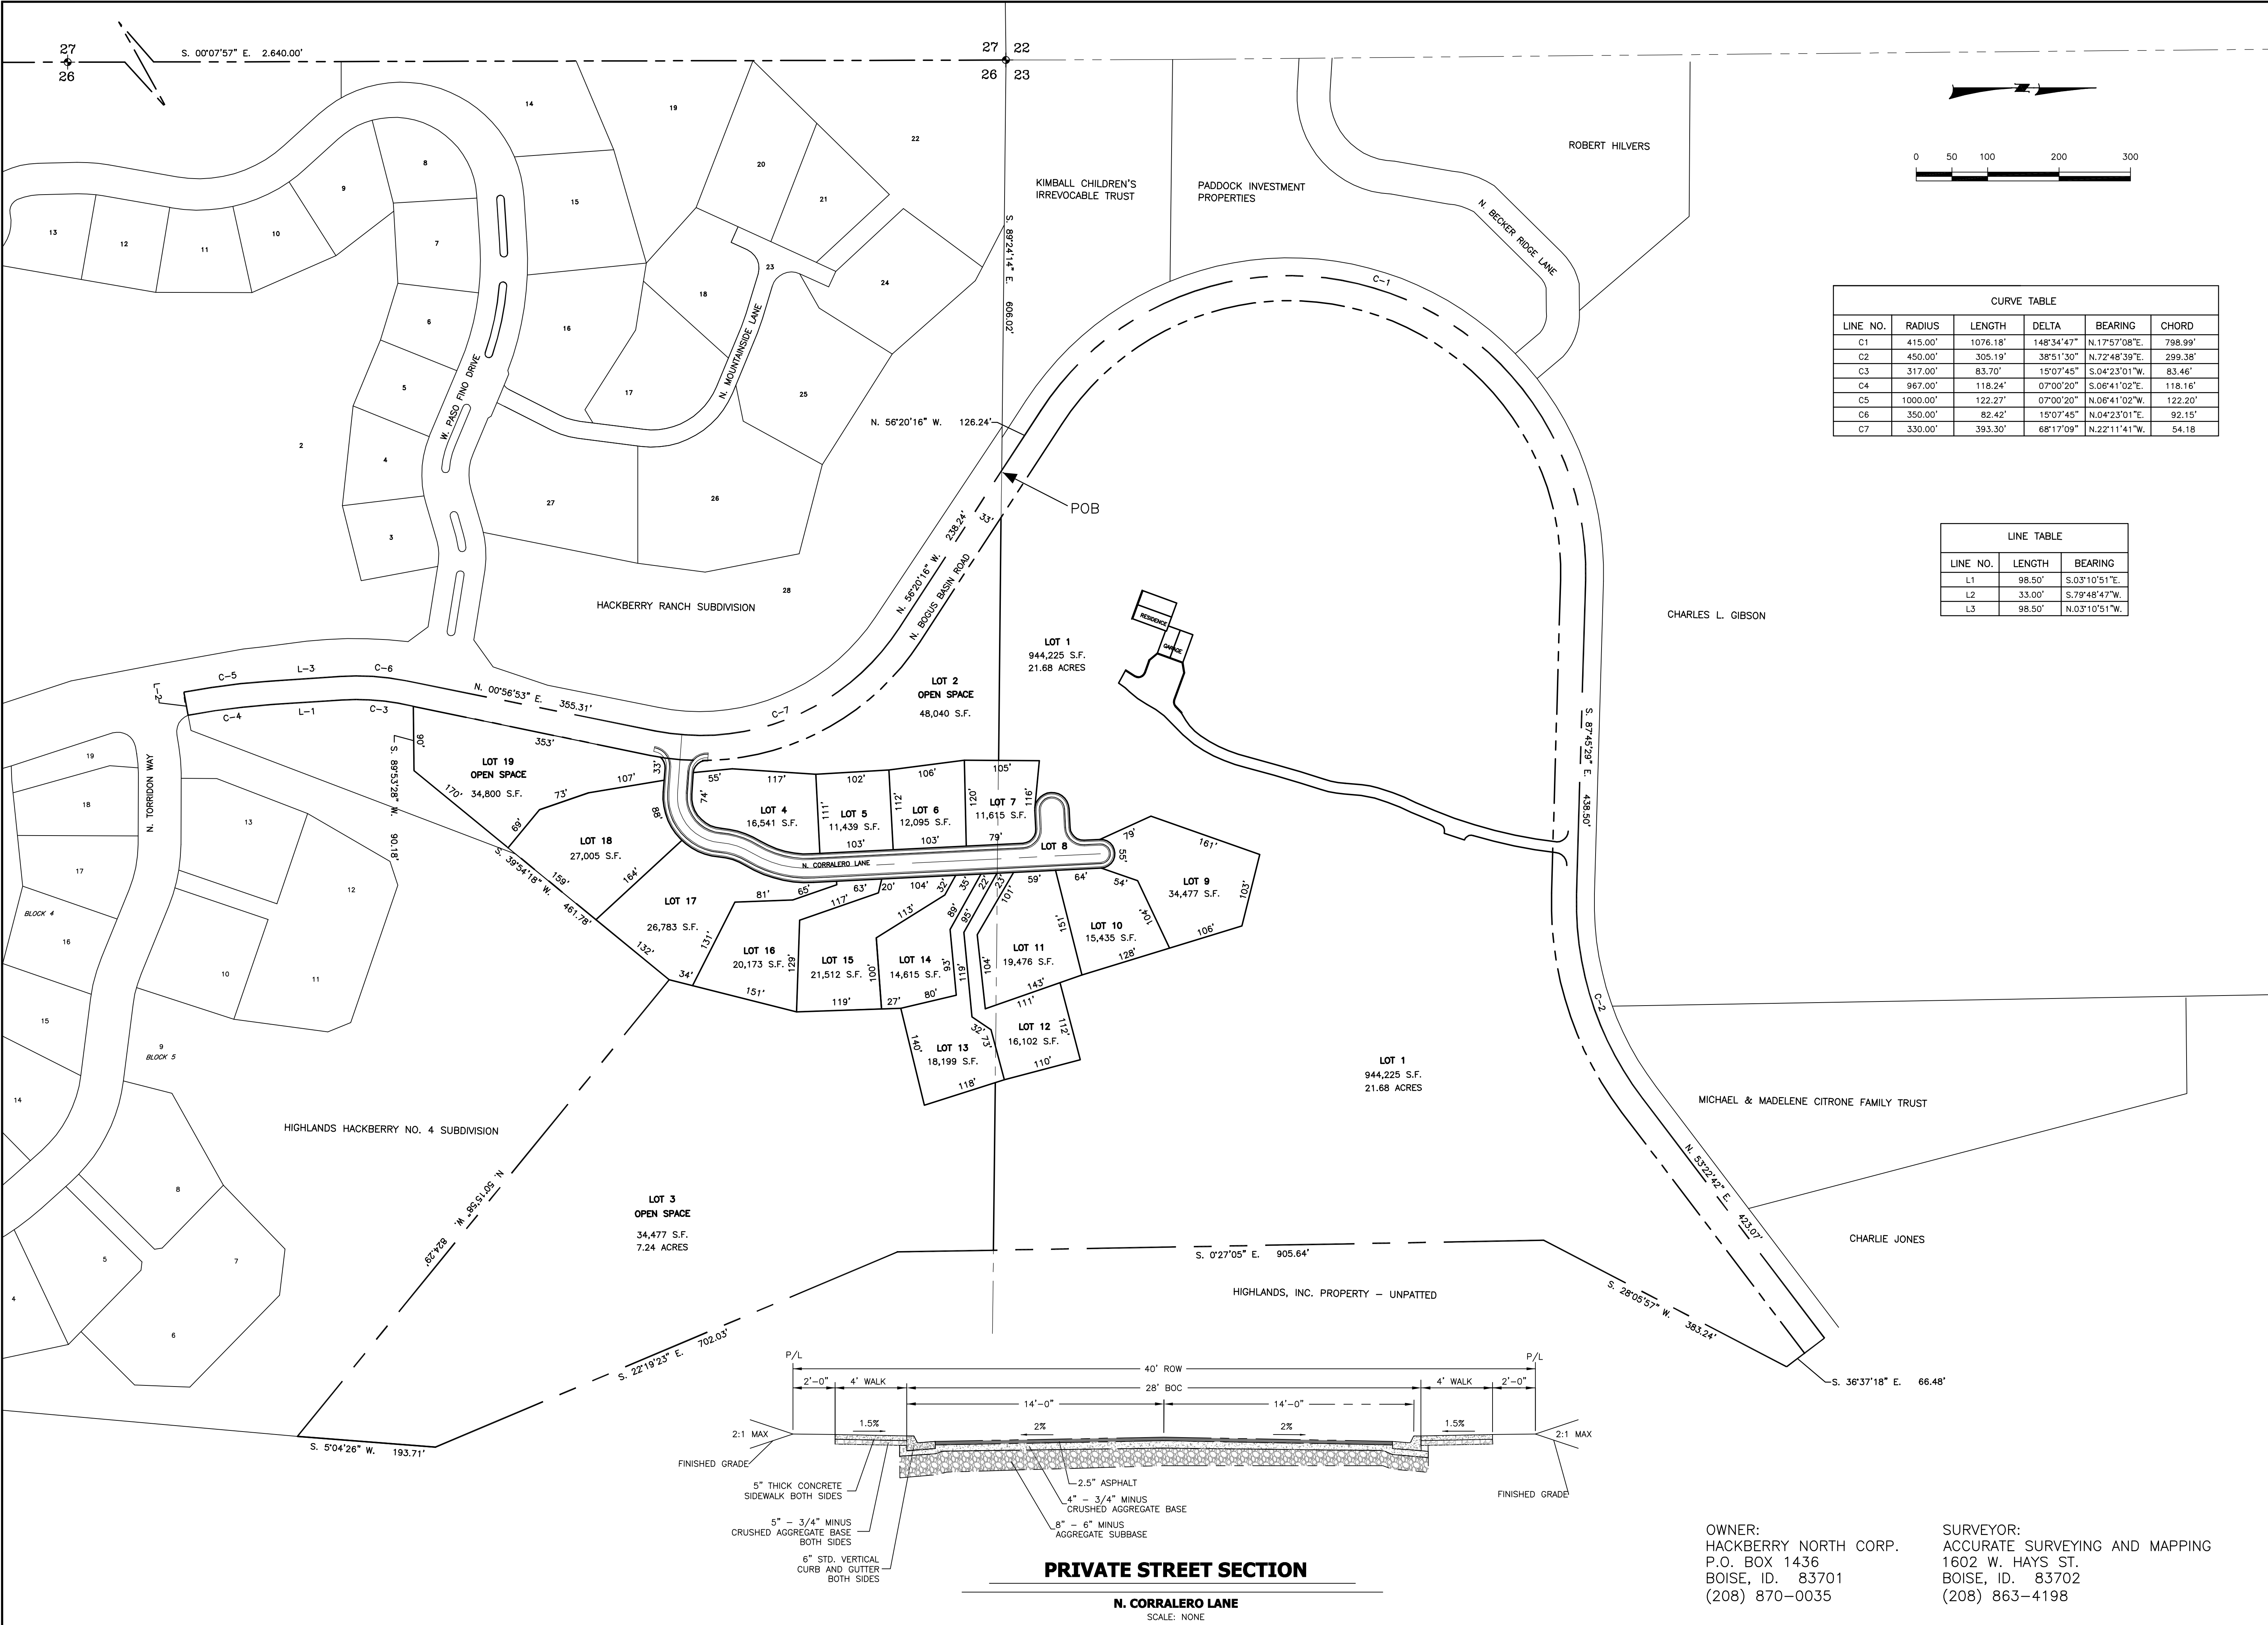 27
26
S. 00°07'57" E. 2.640.00'
27 22
26 23
14
19
22
20
21
15
8
9
7
10
11
12
13
23
24
18
6
16
5
17
25
4
27
26
3
2
28
W. PASO FINO DRIVE
N. MOUNTAINSIDE LANE
KIMBALL CHILDREN'S
IRREVOCABLE TRUST
PADDOCK INVESTMENT
PROPERTIES
ROBERT HILVERS
N. BECKER RIDGE LANE
N
0 50 100 200 300
S. 89°24'14" E. 606.02'
C-1
N. 56°20'16" W. 126.24'
POB
33'
N. 56°20'16" W. 238.24'
N. BOGUS BASIN ROAD
HACKBERRY RANCH SUBDIVISION
CURVE TABLE
LINE NO. RADIUS LENGTH DELTA BEARING CHORD
C1 415.00' 1076.18' 148°34'47" N.17°57'08"E. 798.99'
C2 450.00' 305.19' 38°51'30" N.72°48'39"E. 299.38'
C3 317.00' 83.70' 15°07'45" S.04°23'01"W. 83.46'
C4 967.00' 118.24' 07°00'20" S.06°41'02"E. 118.16'
C5 1000.00' 122.27' 07°00'20" N.06°41'02"W. 122.20'
C6 350.00' 82.42' 15°07'45" N.04°23'01"E. 92.15'
C7 330.00' 393.30' 68°17'09" N.22°11'41"W. 54.18
LINE TABLE
LINE NO. LENGTH BEARING
L1 98.50' S.03°10'51"E.
L2 33.00' S.79°48'47"W.
L3 98.50' N.03°10'51"W.
CHARLES L. GIBSON
RESIDENCE
GARAGE
LOT 1
944,225 S.F.
21.68 ACRES
LOT 2
OPEN SPACE
48,040 S.F.
C-5
L-3
C-6
L-2
C-4
L-1
C-3
N. 00°56'53" E. 355.31'
C-7
353'
90'
S. 89°53'28" W. 90.18'
LOT 19
OPEN SPACE
34,800 S.F.
170'
73'
107'
69'
33'
55'
74'
88'
117'
LOT 4
16,541 S.F.
111'
102'
LOT 5
11,439 S.F.
103'
112'
106'
LOT 6
12,095 S.F.
103'
120'
105'
LOT 7
11,615 S.F.
116'
79'
LOT 8
N. CORRALERO LANE
79'
161'
55'
LOT 9
34,477 S.F.
103'
106'
54'
104'
64'
LOT 10
15,435 S.F.
128'
151'
59'
LOT 11
19,476 S.F.
143'
104'
101'
23'
22'
35'
32'
89'
95'
119'
93'
LOT 12
16,102 S.F.
111'
112'
110'
73'
32'
LOT 13
18,199 S.F.
140'
118'
LOT 14
14,615 S.F.
113'
104'
100'
80'
27'
LOT 15
21,512 S.F.
117'
63'
20'
129'
119'
LOT 16
20,173 S.F.
81'
65'
131'
151'
LOT 17
26,783 S.F.
164'
132'
34'
LOT 18
27,005 S.F.
159'
S. 39°54'18" W. 461.78'
N. TORRIDON WAY
19
18
17
BLOCK 4
16
15
14
13
12
11
10
9
BLOCK 5
8
7
6
5
4
HIGHLANDS HACKBERRY NO. 4 SUBDIVISION
N. 50°15'58" W. 824.29'
S. 5°04'26" W. 193.71'
LOT 3
OPEN SPACE
34,477 S.F.
7.24 ACRES
S. 22°19'23" E. 702.03'
S. 0°27'05" E. 905.64'
HIGHLANDS, INC. PROPERTY – UNPATTED
LOT 1
944,225 S.F.
21.68 ACRES
S. 87°45'29" E. 438.50'
C-2
MICHAEL & MADELENE CITRONE FAMILY TRUST
N. 53°22'42" E. 423.07'
CHARLIE JONES
S. 28°05'57" W. 383.24'
S. 36°37'18" E. 66.48'
P/L
P/L
40' ROW
2'-0" 4' WALK 28' BOC 4' WALK 2'-0"
14'-0" 14'-0"
1.5% 2% 2% 1.5%
2:1 MAX
2:1 MAX
FINISHED GRADE
FINISHED GRADE
5" THICK CONCRETE
SIDEWALK BOTH SIDES
5" – 3/4" MINUS
CRUSHED AGGREGATE BASE
BOTH SIDES
6" STD. VERTICAL
CURB AND GUTTER
BOTH SIDES
2.5" ASPHALT
4" – 3/4" MINUS
CRUSHED AGGREGATE BASE
8" – 6" MINUS
AGGREGATE SUBBASE
PRIVATE STREET SECTION
N. CORRALERO LANE
SCALE: NONE
OWNER:
HACKBERRY NORTH CORP.
P.O. BOX 1436
BOISE, ID. 83701
(208) 870–0035
SURVEYOR:
ACCURATE SURVEYING AND MAPPING
1602 W. HAYS ST.
BOISE, ID. 83702
(208) 863–4198